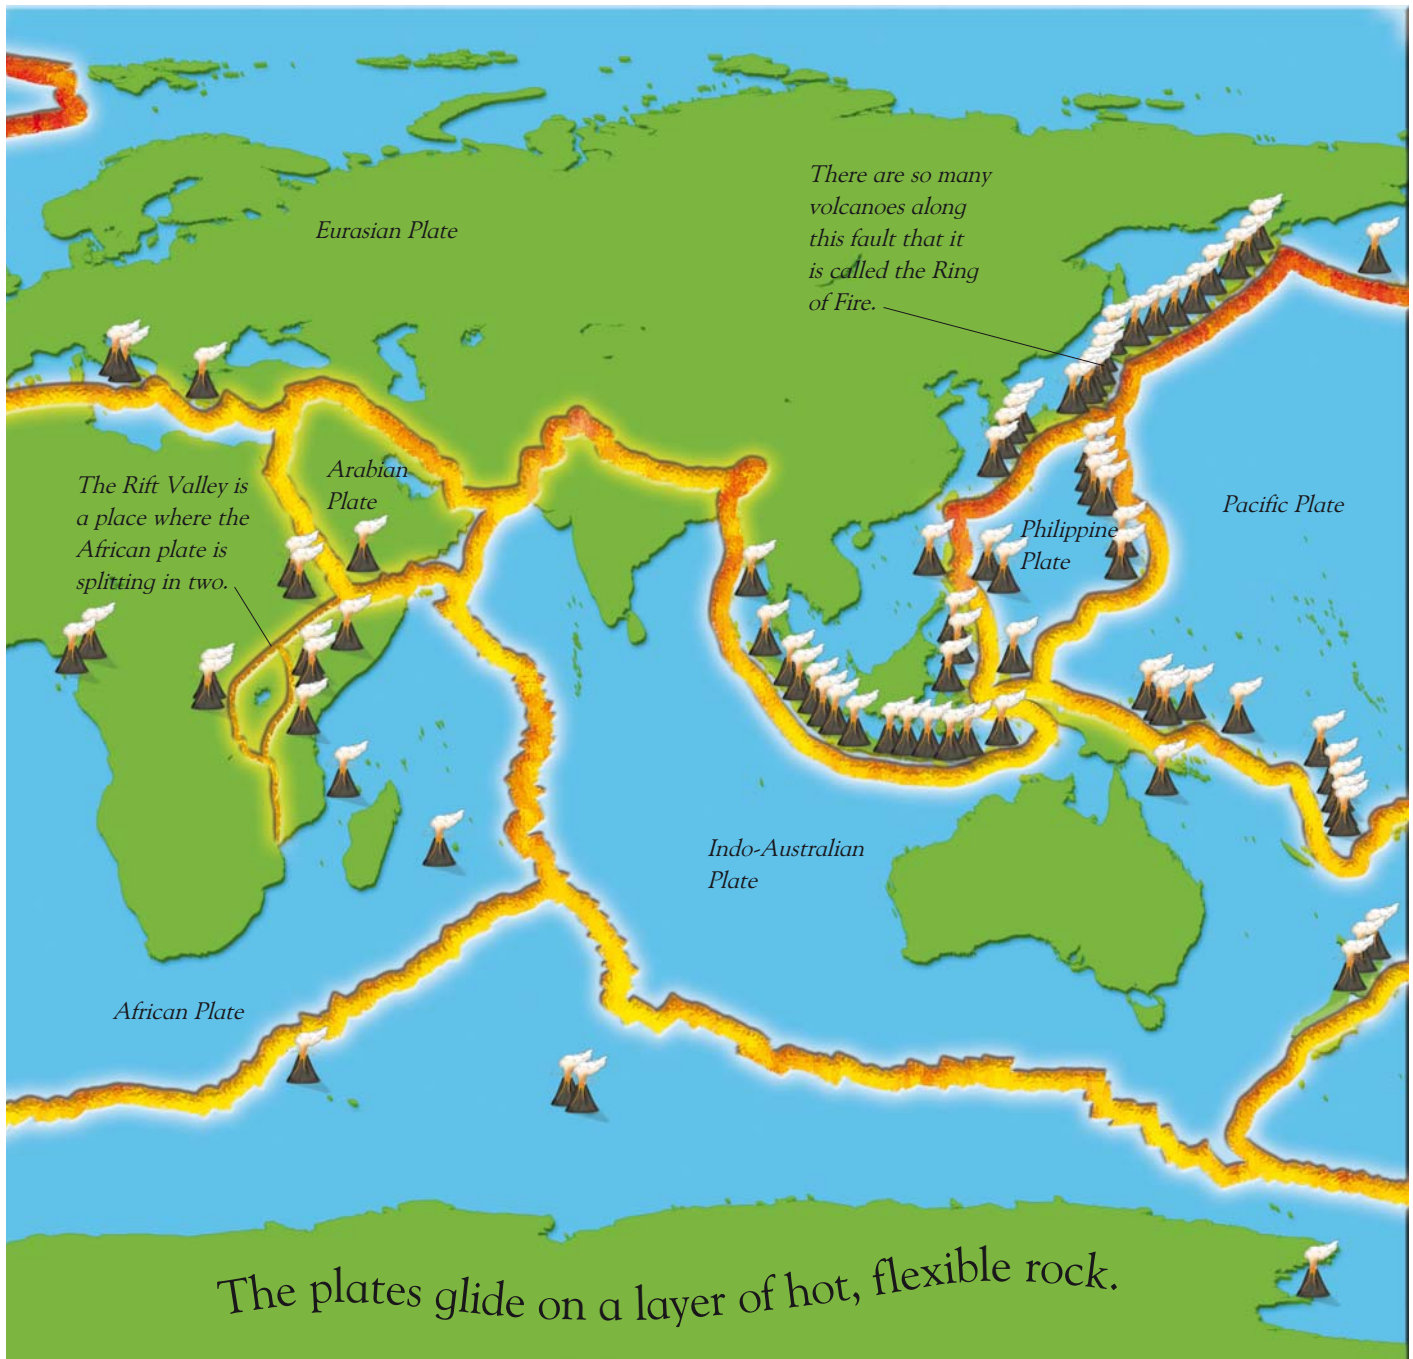 There are so many
volcanoes along
this fault that it
is called the Ring
of Fire.
Eurasian Plate
Arabian
Plate
The Rift Valley is
a place where the
African plate is
splitting in two.
Pacific Plate
Philippine
Plate
Indo-Australian
Plate
African Plate
The plates glide on a layer of hot, flexible rock.